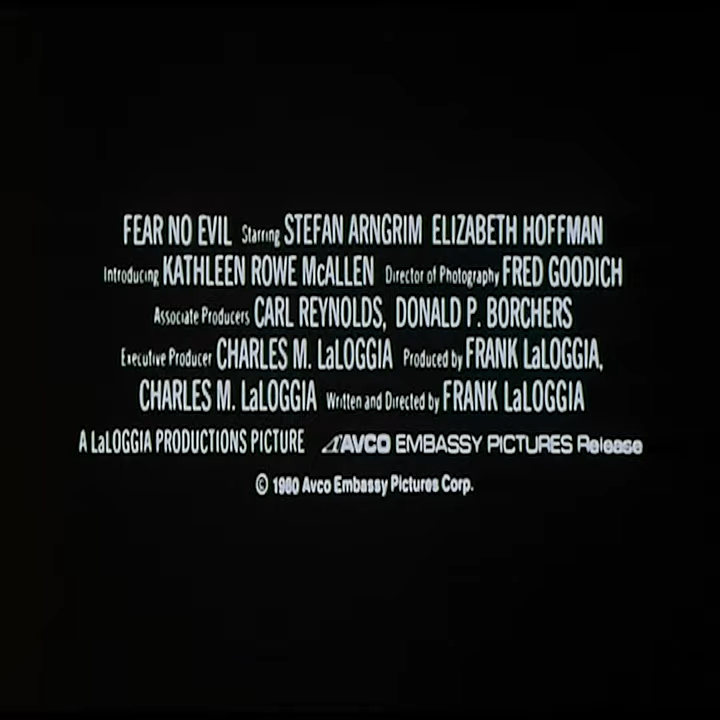 FEAR NO EVIL Starring STEFAN ARNGRIM ELIZABETH HOFFMAN
Introducing KATHLEEN ROWE McALLEN Director of Photography FRED GOODICH
Associate Producers CARL REYNOLDS, DONALD P. BORCHERS
Executive Producer CHARLES M. LaLOGGIA Produced by FRANK LaLOGGIA,
CHARLES M. LaLOGGIA Written and Directed by FRANK LaLOGGIA
A LaLOGGIA PRODUCTIONS PICTURE AVCO EMBASSY PICTURES Release
© 1980 Avco Embassy Pictures Corp.